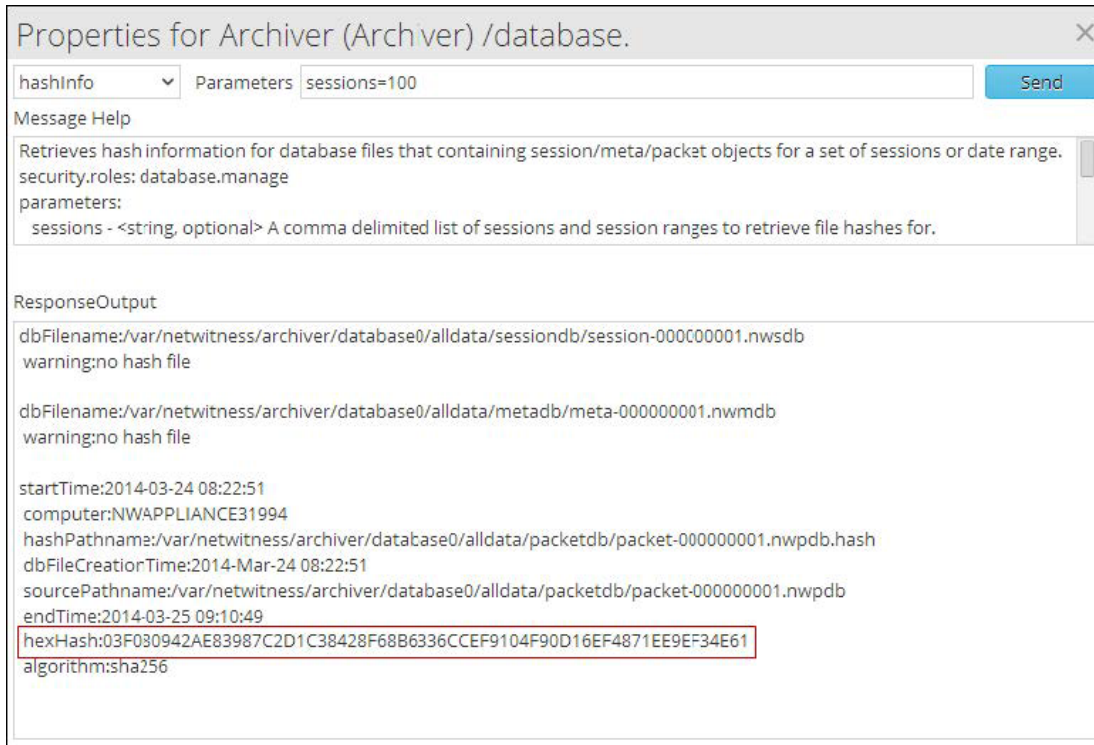 Properties for Archiver (Archiver) /database.
hashInfo Parameters sessions=100 Send
Message Help
Retrieves hash information for database files that containing session/meta/packet objects for a set of sessions or date range.
security.roles: database.manage
parameters:
sessions - <string, optional> A comma delimited list of sessions and session ranges to retrieve file hashes for.
ResponseOutput
dbFilename:/var/netwitness/archiver/database0/alldata/sessiondb/session-000000001.nwsdb
warning:no hash file
dbFilename:/var/netwitness/archiver/database0/alldata/metadb/meta-000000001.nwmdb
warning:no hash file
startTime:2014-03-24 08:22:51
computer:NWAPPLIANCE31994
hashPathname:/var/netwitness/archiver/database0/alldata/packetdb/packet-000000001.nwpdb.hash
dbFileCreationTime:2014-Mar-24 08:22:51
sourcePathname:/var/netwitness/archiver/database0/alldata/packetdb/packet-000000001.nwpdb
endTime:2014-03-25 09:10:49
hexHash:03F080942AE83987C2D1C38428F68B6336CCEF9104F90D16EF4871EE9EF34E61
algorithm:sha256